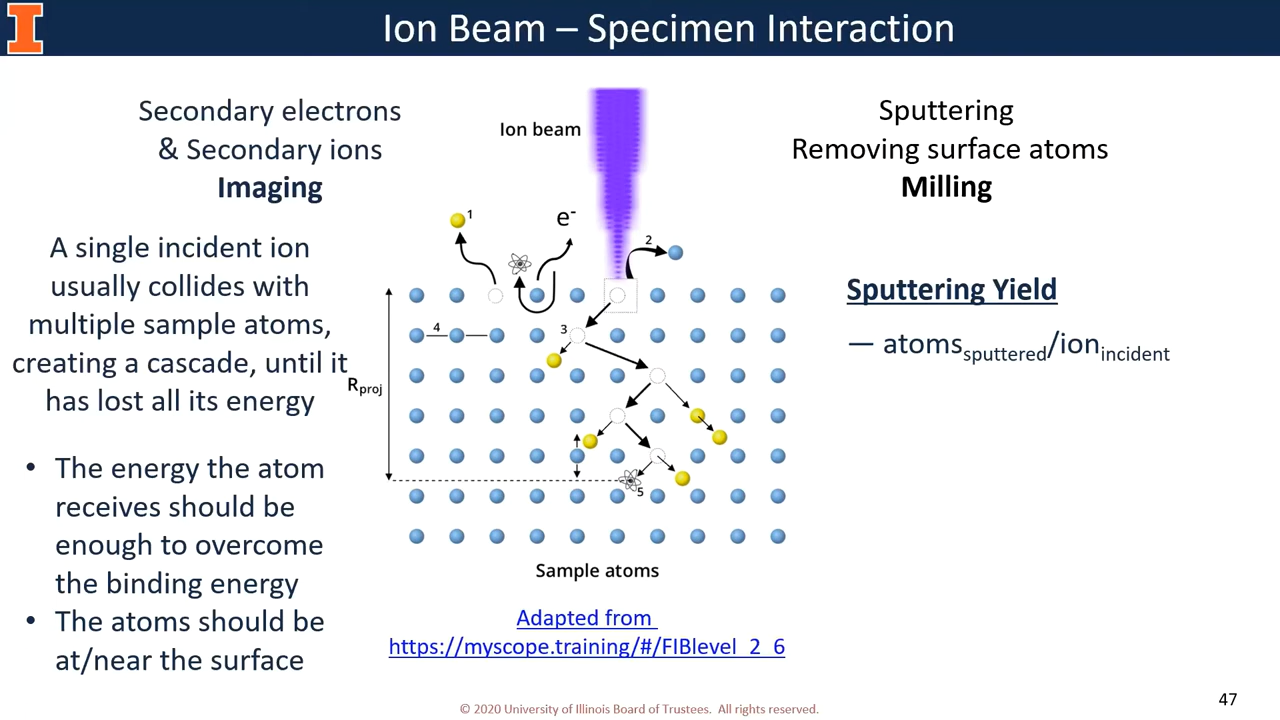 Ion Beam – Specimen Interaction
Secondary electrons
& Secondary ions
Imaging
A single incident ion
usually collides with
multiple sample atoms,
creating a cascade, until it
has lost all its energy
• The energy the atom
receives should be
enough to overcome
the binding energy
• The atoms should be
at/near the surface
Ion beam
1
e-
2
4
3
Rproj
5
Sample atoms
Adapted from
https://myscope.training/#/FIBlevel_2_6
Sputtering
Removing surface atoms
Milling
Sputtering Yield
— atomssputtered/ionincident
© 2020 University of Illinois Board of Trustees. All rights reserved.
47